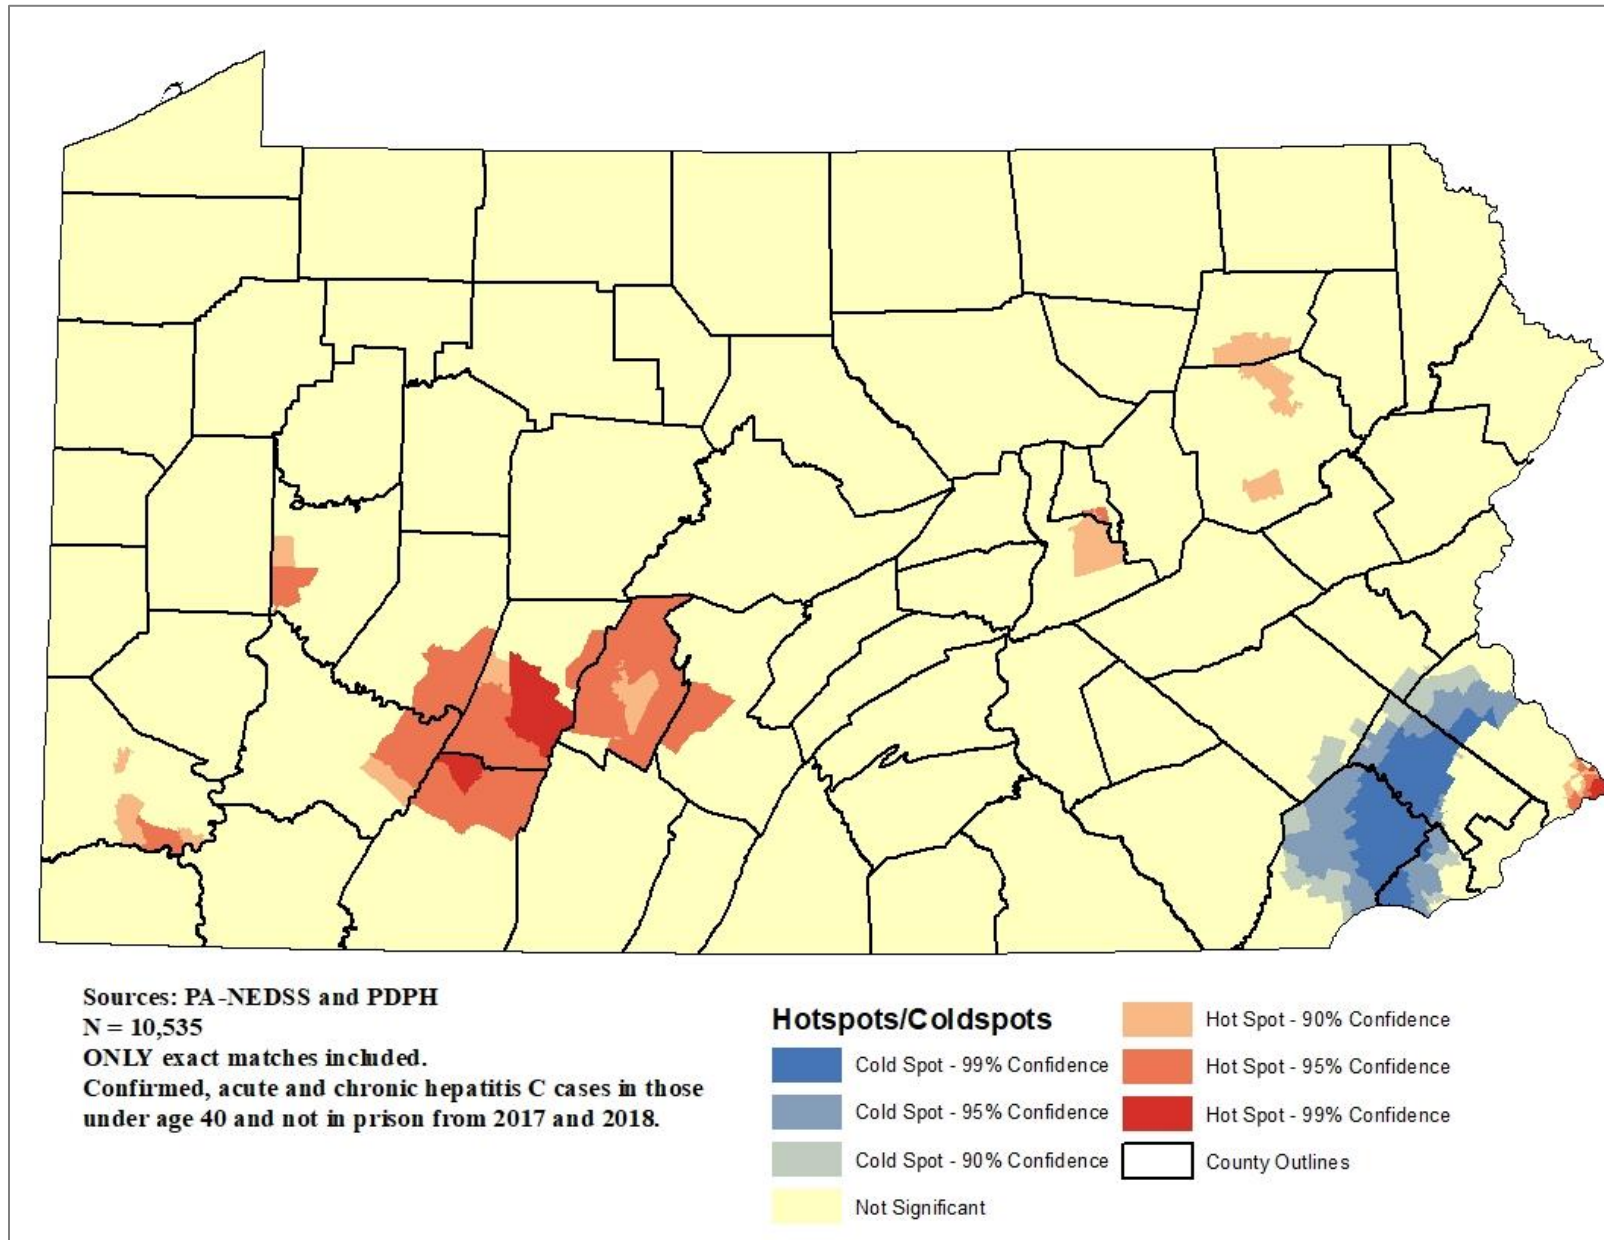 Sources: PA-NEDSS and PDPH
N = 10,535
ONLY exact matches included.
Confirmed, acute and chronic hepatitis C cases in those
under age 40 and not in prison from 2017 and 2018.
Hotspots/Coldspots
Cold Spot - 99% Confidence
Cold Spot - 95% Confidence
Cold Spot - 90% Confidence
Not Significant
Hot Spot - 90% Confidence
Hot Spot - 95% Confidence
Hot Spot - 99% Confidence
County Outlines